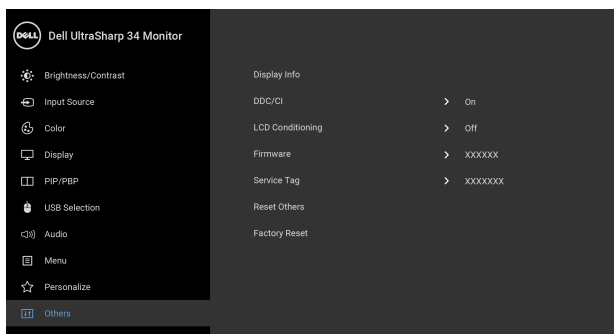 DELL Dell UltraSharp 34 Monitor
Brightness/Contrast
Display Info
Input Source
DDC/CI > On
Color
LCD Conditioning > Off
Display
Firmware > XXXXXX
PIP/PBP
Service Tag > XXXXXXX
USB Selection
Reset Others
Audio
Factory Reset
Menu
Personalize
Others